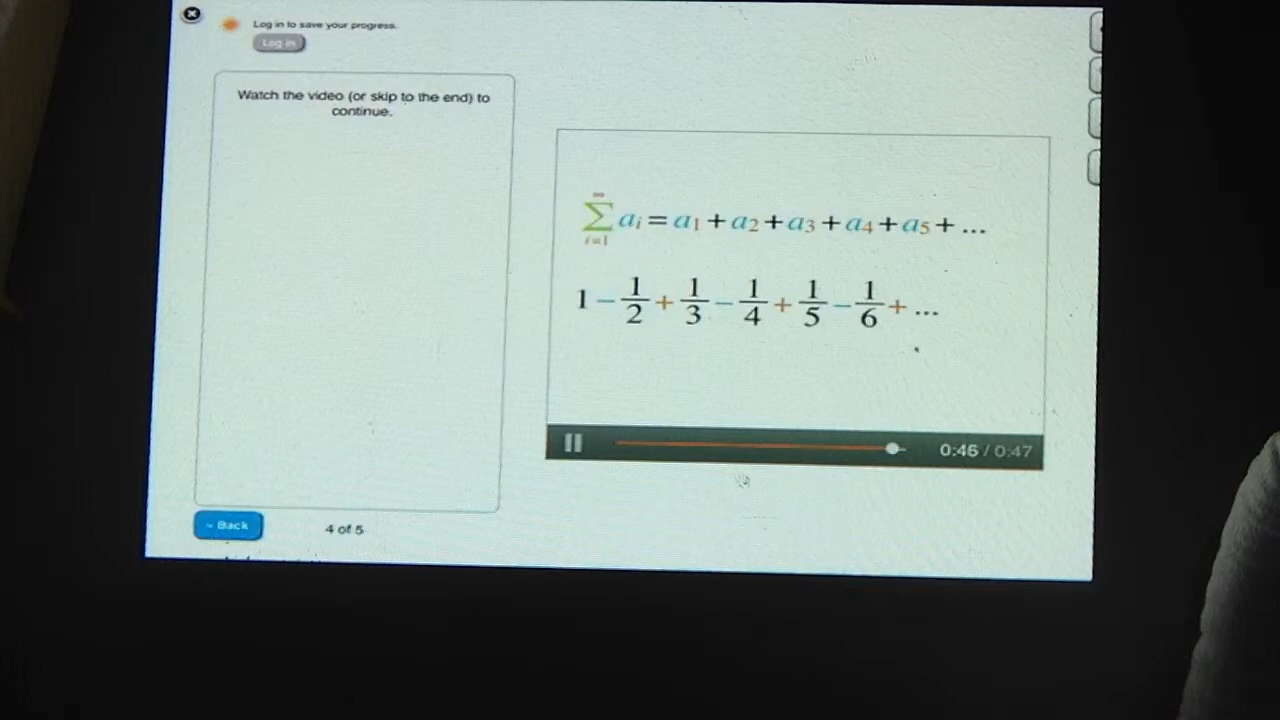 Log in to save your progress.
Log in
Watch the video (or skip to the end) to
continue.
∞
∑ aᵢ = a₁ + a₂ + a₃ + a₄ + a₅ + ...
i=1
1 − 1/2 + 1/3 − 1/4 + 1/5 − 1/6 + ...
0:46 / 0:47
Back
4 of 5